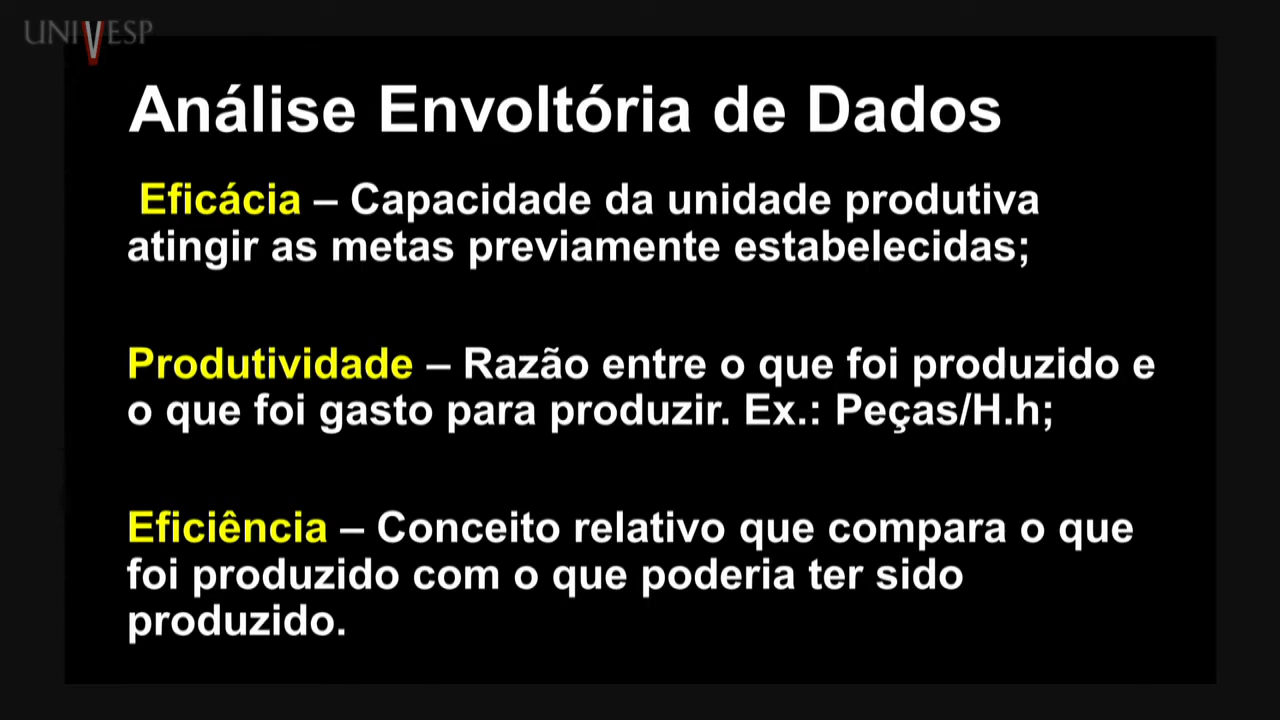 UNIVESP
Análise Envoltória de Dados
Eficácia – Capacidade da unidade produtiva
atingir as metas previamente estabelecidas;
Produtividade – Razão entre o que foi produzido e
o que foi gasto para produzir. Ex.: Peças/H.h;
Eficiência – Conceito relativo que compara o que
foi produzido com o que poderia ter sido
produzido.